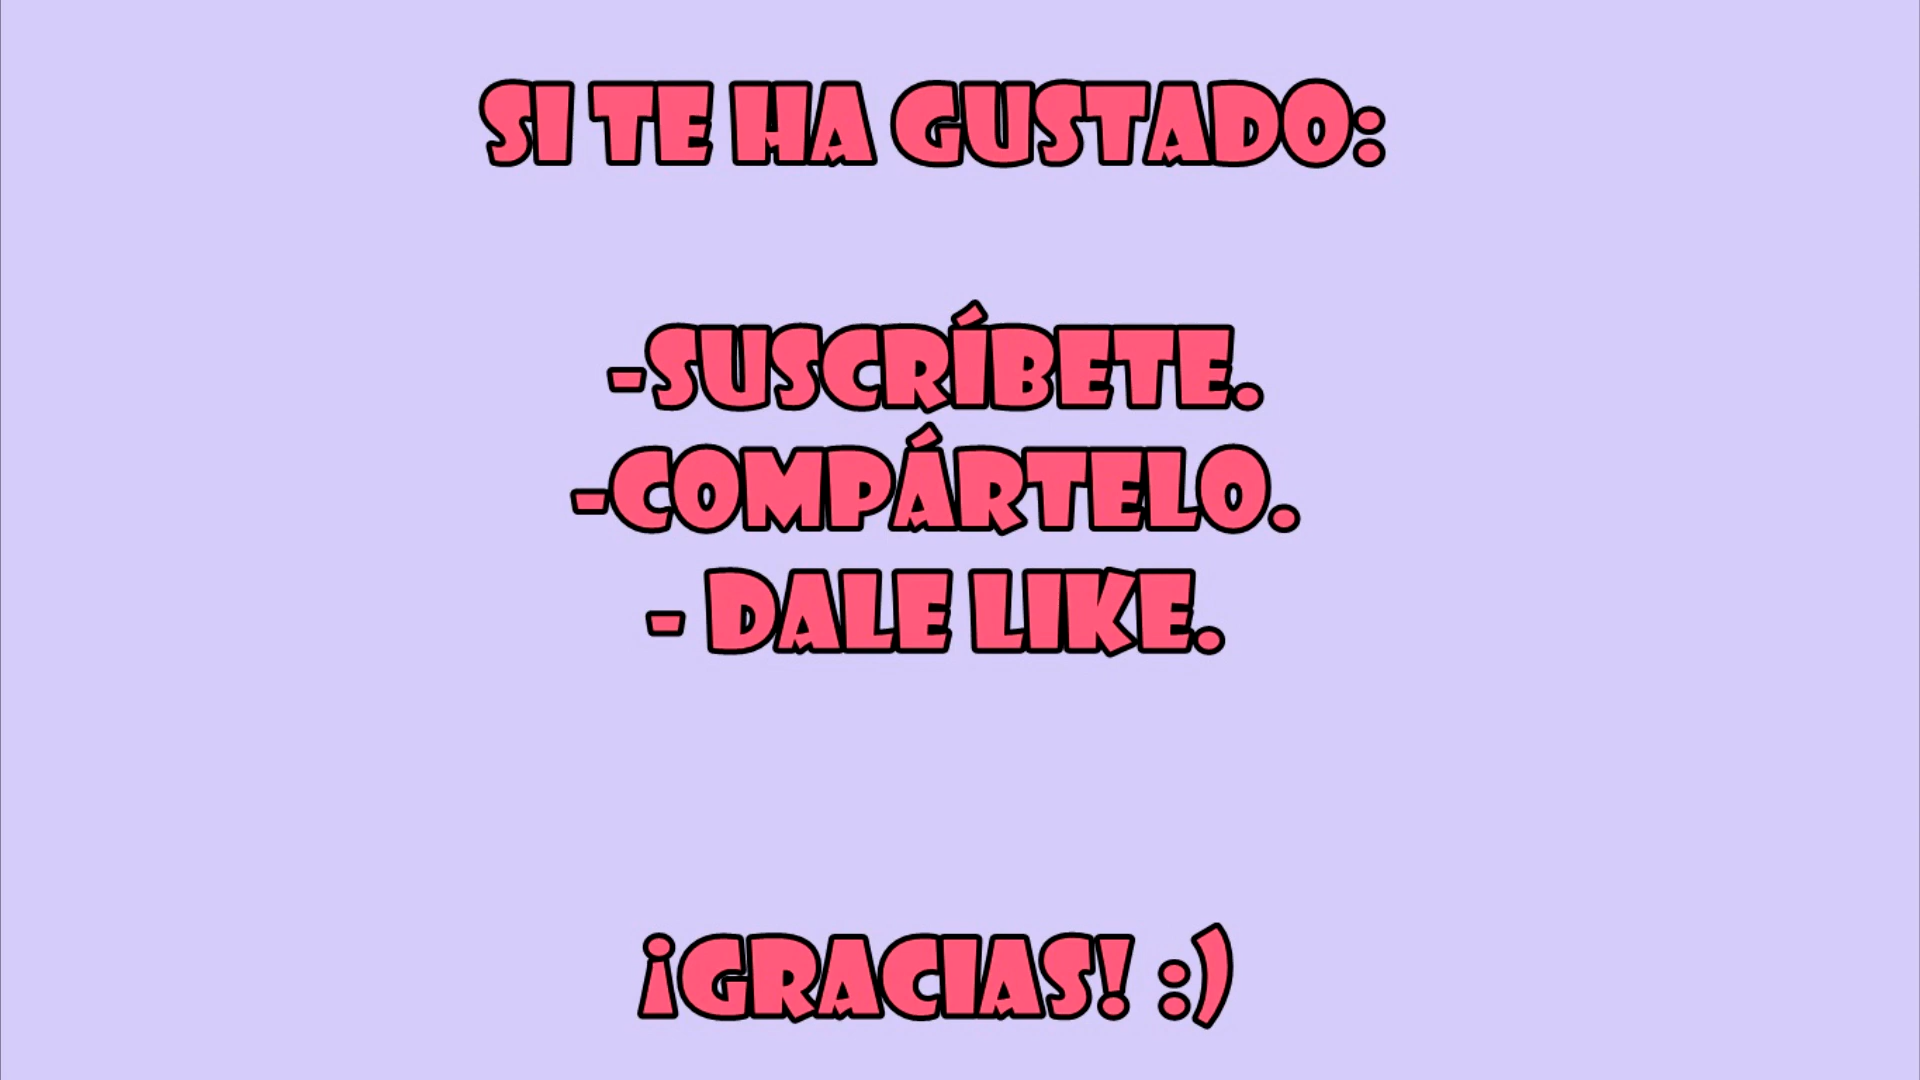 SI TE HA GUSTADO:
-SUSCRÍBETE.
-COMPÁRTELO.
- DALE LIKE.
¡GRACIAS! :)